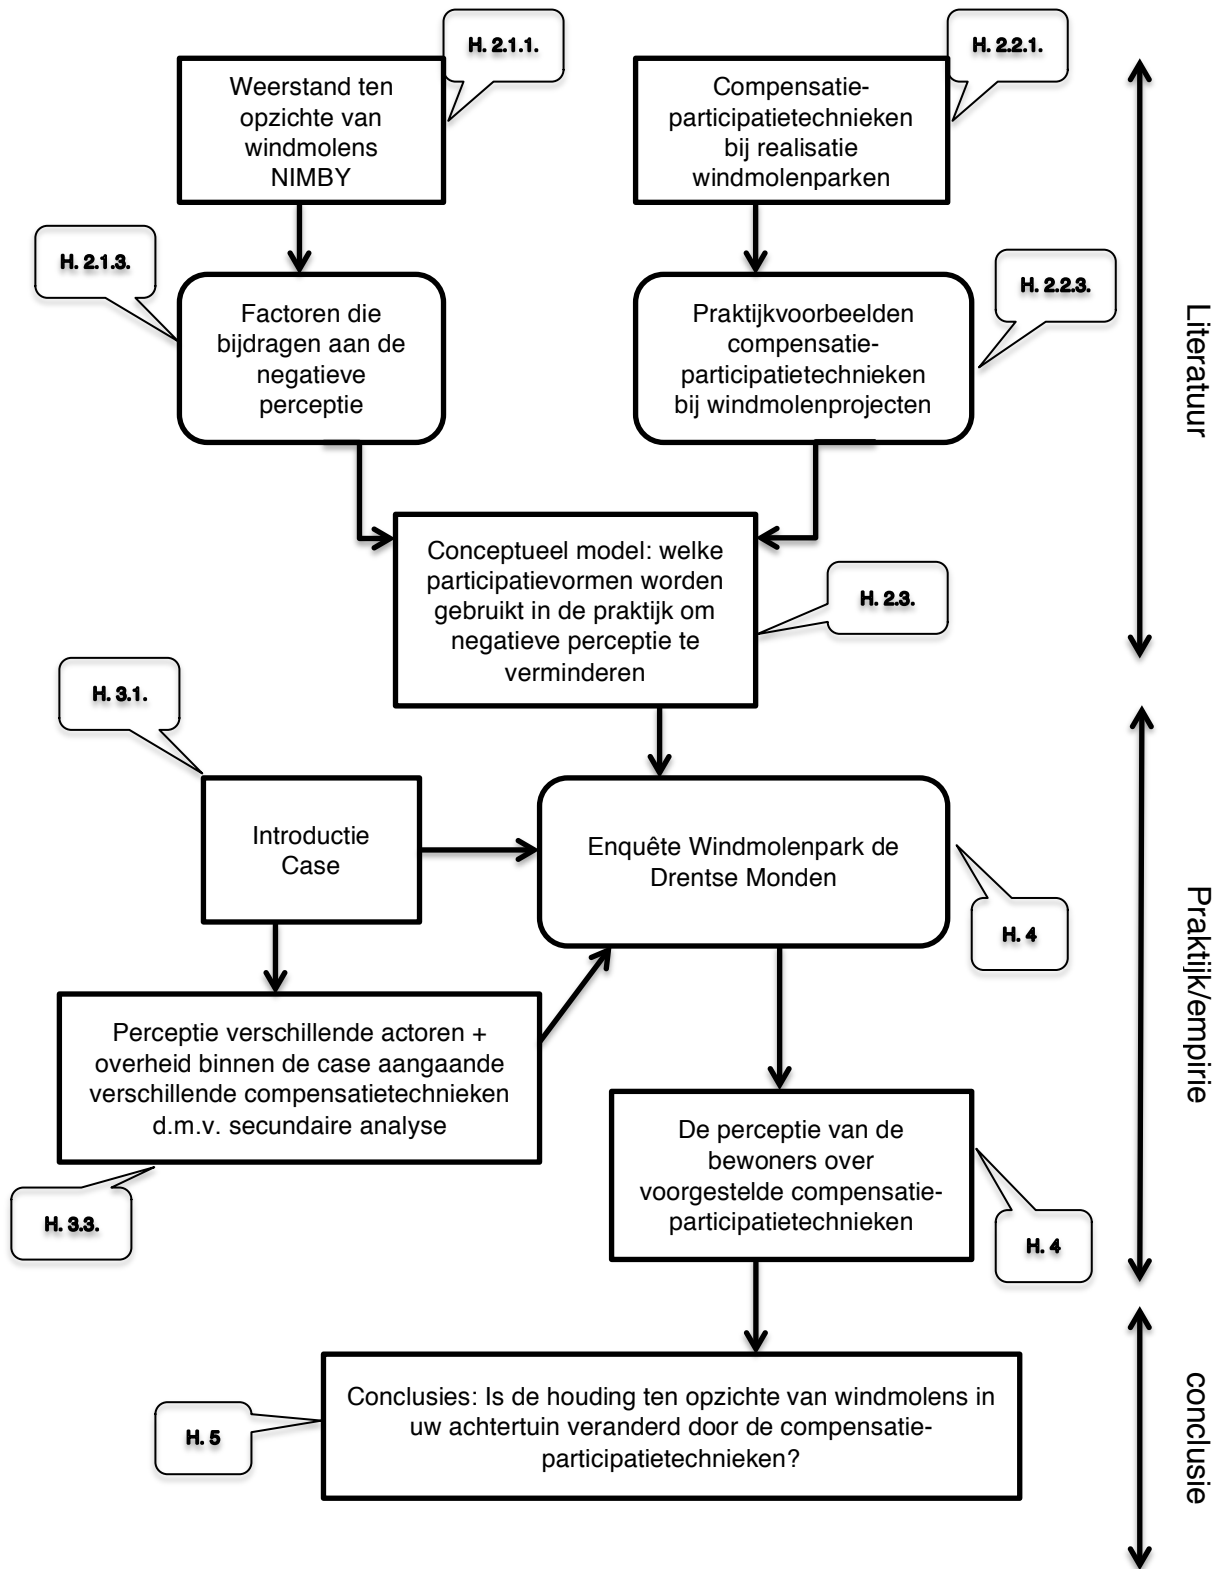 H. 2.1.1.
Weerstand ten
opzichte van
windmolens
NIMBY
H. 2.2.1.
Compensatie-
participatietechnieken
bij realisatie
windmolenparken
H. 2.1.3.
Factoren die
bijdragen aan de
negatieve
perceptie
H. 2.2.3.
Praktijkvoorbeelden
compensatie-
participatietechnieken
bij windmolenprojecten
Literatuur
Conceptueel model: welke
participatievormen worden
gebruikt in de praktijk om
negatieve perceptie te
verminderen
H. 2.3.
H. 3.1.
Introductie
Case
Enquête Windmolenpark de
Drentse Monden
H. 4
Praktijk/empirie
Perceptie verschillende actoren +
overheid binnen de case aangaande
verschillende compensatietechnieken
d.m.v. secundaire analyse
H. 3.3.
De perceptie van de
bewoners over
voorgestelde compensatie-
participatietechnieken
H. 4
Conclusies: Is de houding ten opzichte van windmolens in
uw achtertuin veranderd door de compensatie-
participatietechnieken?
H. 5
conclusie